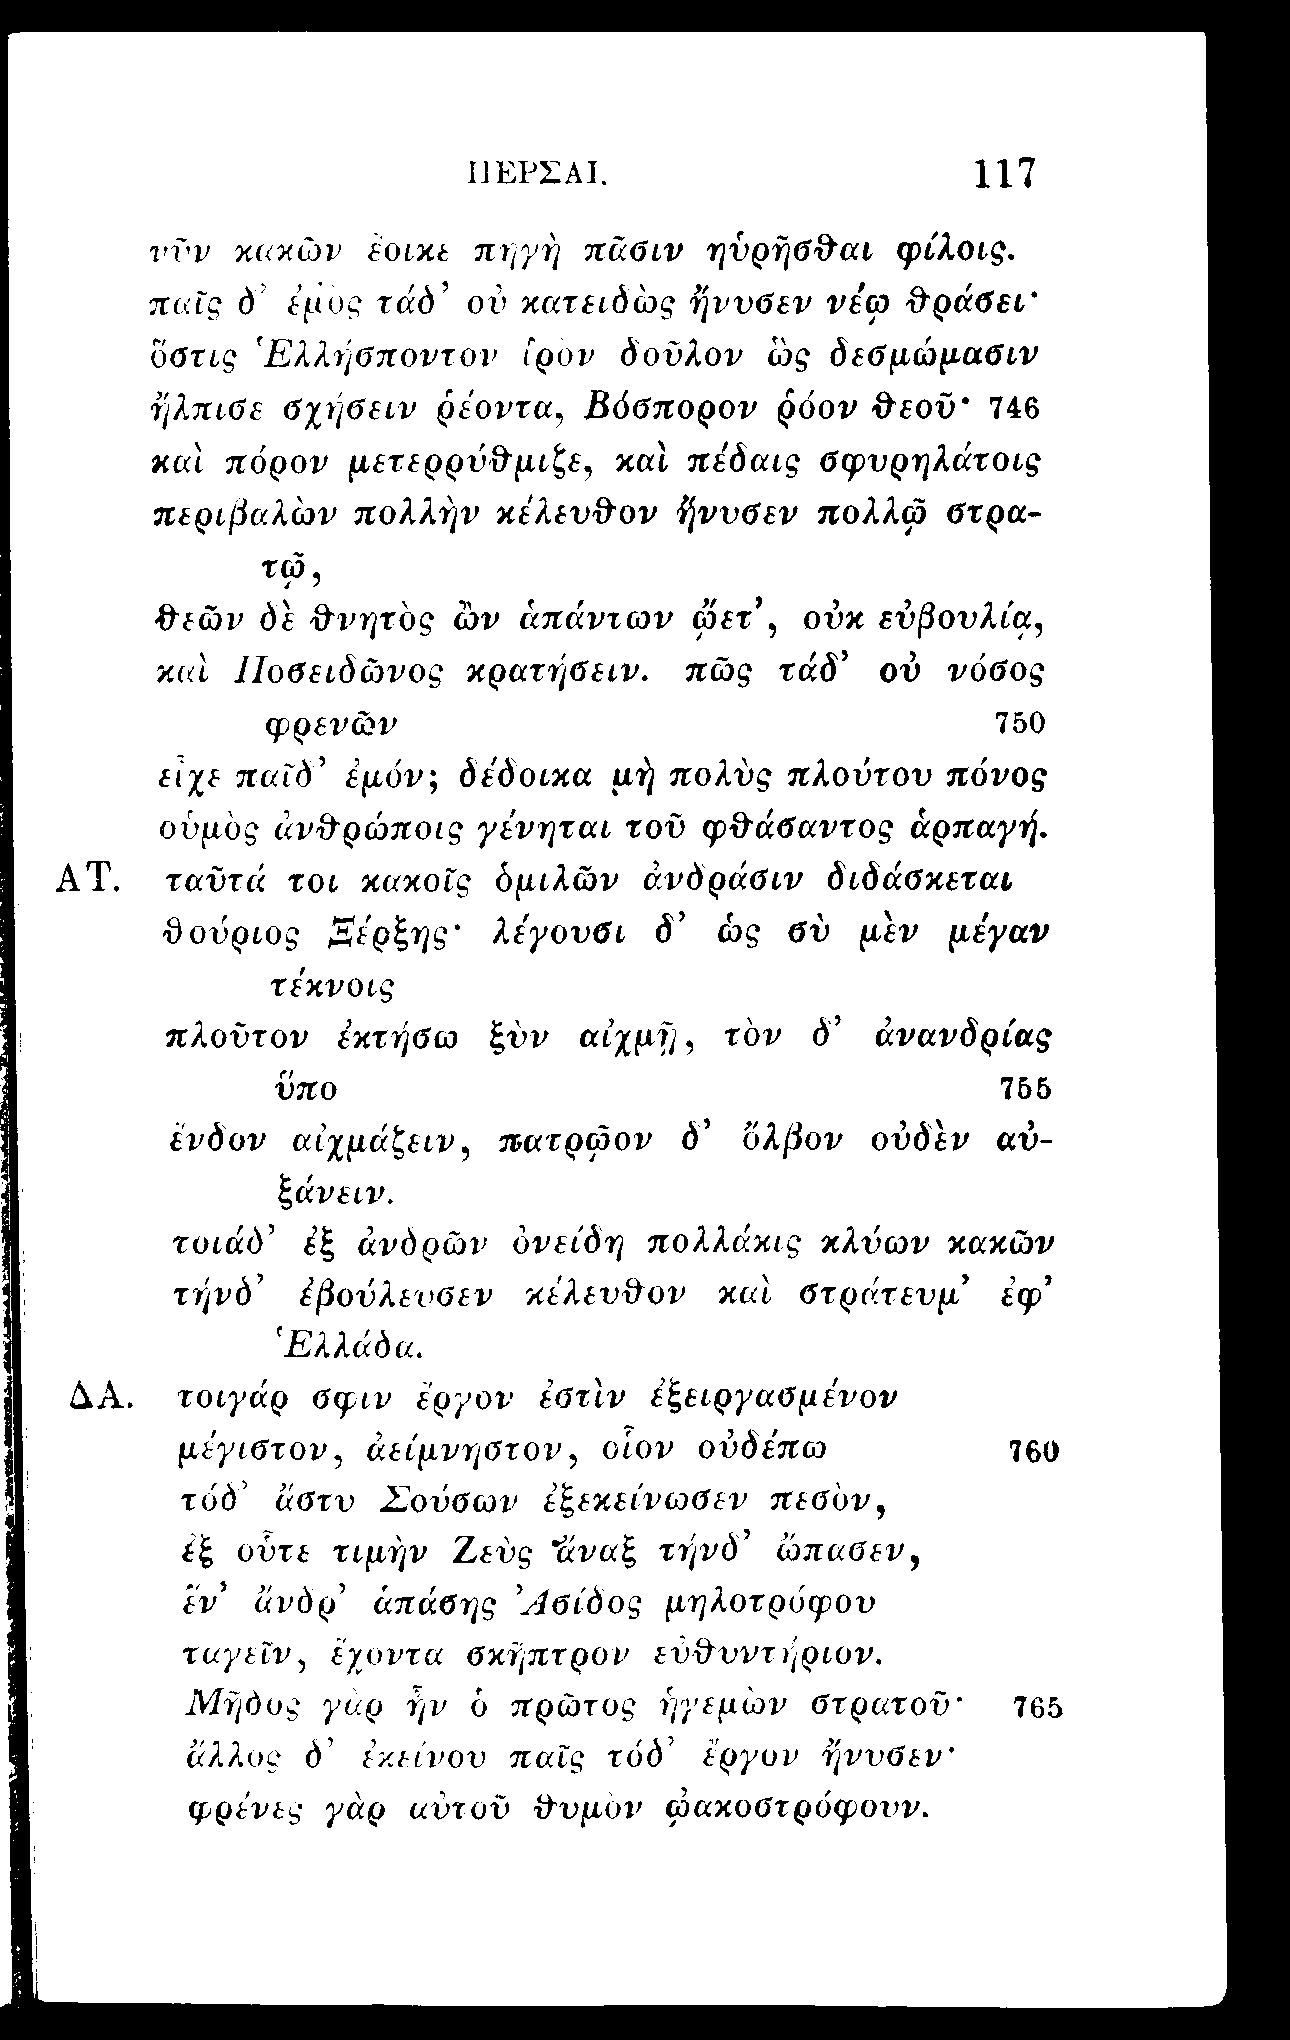 ΠΕΡΣΑΙ. 117
νῦν κακῶν ἔοικε πηγὴ πᾶσιν ηὑρῆσθαι φίλοις.
παῖς δ’ ἐμὸς τάδ’ οὐ κατειδὼς ἤνυσεν νέῳ θράσει·
ὅστις Ἑλλήσποντον ἱρὸν δοῦλον ὣς δεσμώμασιν
ἤλπισε σχήσειν ῥέοντα, Βόσπορον ῥόον θεοῦ· 746
καὶ πόρον μετερρύθμιζε, καὶ πέδαις σφυρηλάτοις
περιβαλὼν πολλὴν κέλευθον ἤνυσεν πολλῷ στρα-
τῷ,
θεῶν δὲ θνητὸς ὢν ἁπάντων ᾤετ’, οὐκ εὐβουλίᾳ,
καὶ Ποσειδῶνος κρατήσειν. πῶς τάδ’ οὐ νόσος
φρενῶν 750
εἶχε παῖδ’ ἐμόν; δέδοικα μὴ πολὺς πλούτου πόνος
οὑμὸς ἀνθρώποις γένηται τοῦ φθάσαντος ἁρπαγή.
ΑΤ. ταῦτά τοι κακοῖς ὁμιλῶν ἀνδράσιν διδάσκεται
θούριος Ξέρξης· λέγουσι δ’ ὡς σὺ μὲν μέγαν
τέκνοις
πλοῦτον ἐκτήσω ξὺν αἰχμῇ, τὸν δ’ ἀνανδρίας
ὕπο 755
ἔνδον αἰχμάζειν, πατρῷον δ’ ὄλβον οὐδὲν αὐ-
ξάνειν.
τοιάδ’ ἐξ ἀνδρῶν ὀνείδη πολλάκις κλύων κακῶν
τήνδ’ ἐβούλευσεν κέλευθον καὶ στράτευμ’ ἐφ’
Ἑλλάδα.
ΔΑ. τοιγάρ σφιν ἔργον ἐστὶν ἐξειργασμένον
μέγιστον, ἀείμνηστον, οἷον οὐδέπω 760
τόδ’ ἄστυ Σούσων ἐξεκείνωσεν πεσὸν,
ἐξ οὗτε τιμὴν Ζεὺς ἄναξ τήνδ’ ὤπασεν,
ἕν’ ἄνδρ’ ἁπάσης Ἀσίδος μηλοτρόφου
ταγεῖν, ἔχοντα σκῆπτρον εὐθυντήριον.
Μῆδος γὰρ ἦν ὁ πρῶτος ἡγεμὼν στρατοῦ· 765
ἄλλος δ’ ἐκείνου παῖς τόδ’ ἔργον ἤνυσεν·
φρένες γὰρ αὐτοῦ θυμὸν ᾠακοστρόφουν.